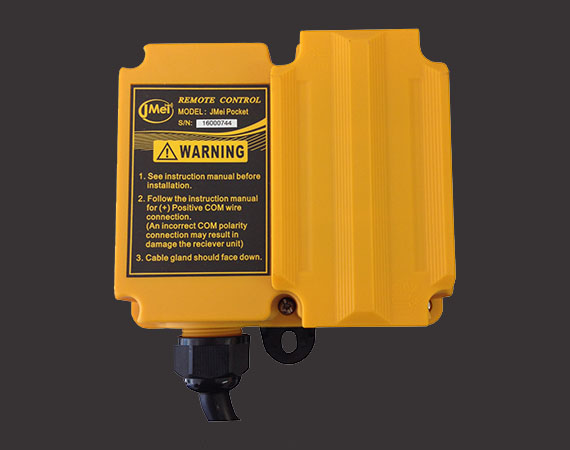 JMei
REMOTE CONTROL
MODEL: JMei Pocket
S/N: 16000744
WARNING
1. See instruction manual before
installation.
2. Follow the instruction manual
for (+) Positive COM wire
connection.
(An incorrect COM polarity
connection may result in
damage the reciever unit)
3. Cable gland should face down.